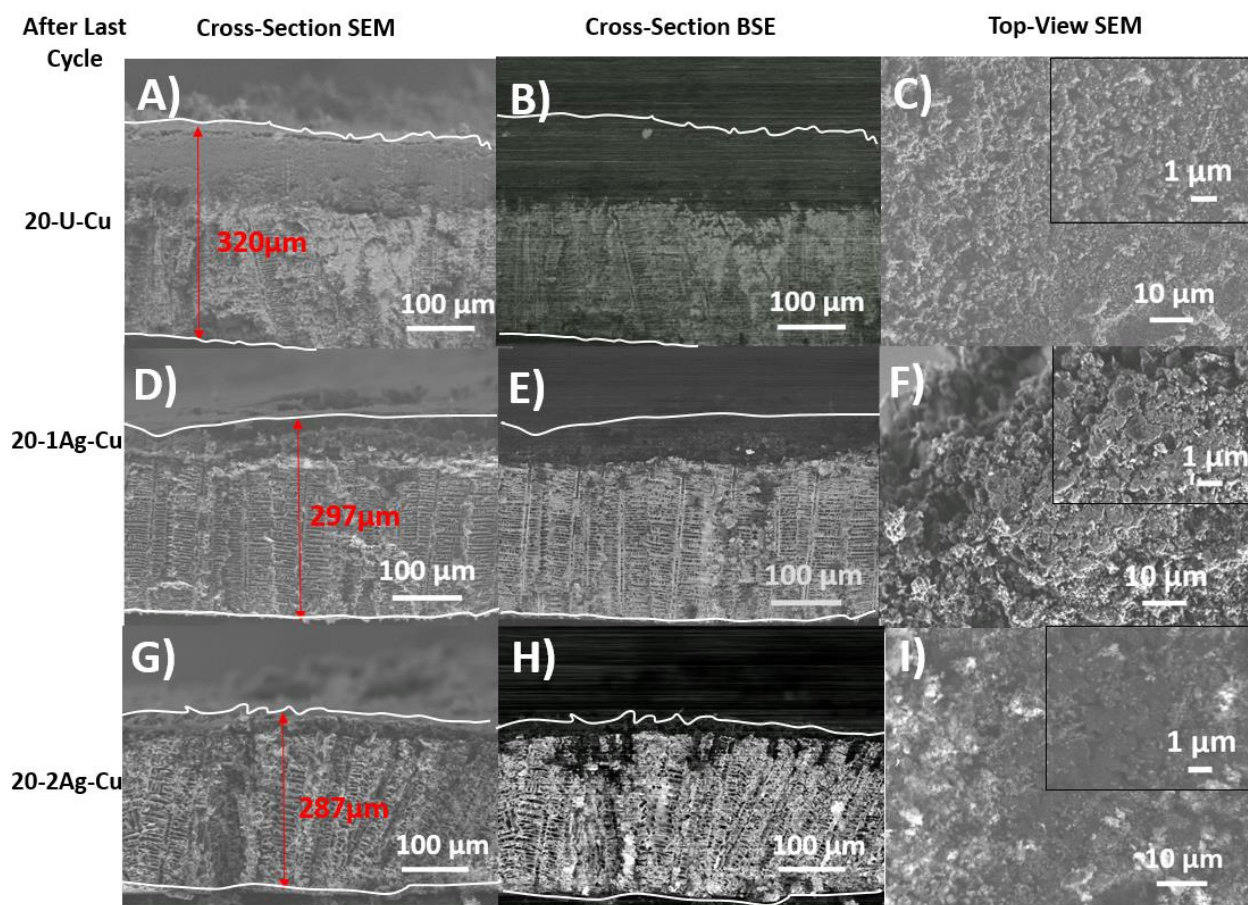 After Last
Cycle
Cross-Section SEM
Cross-Section BSE
Top-View SEM
20-U-Cu
A)
320μm
100 μm
B)
100 μm
C)
1 μm
10 μm
20-1Ag-Cu
D)
297μm
100 μm
E)
100 μm
F)
1 μm
10 μm
20-2Ag-Cu
G)
287μm
100 μm
H)
100 μm
I)
1 μm
10 μm